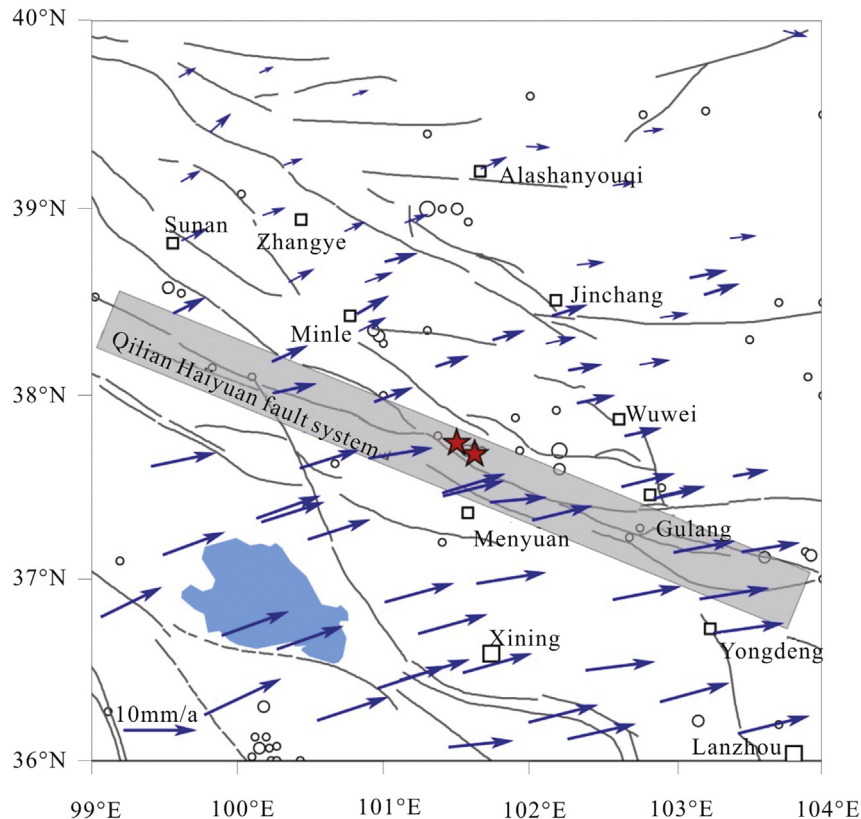 40°N
Alashanyouqi
39°N
Sunan
Zhangye
Jinchang
Minle
Qilian Haiyuan fault system
38°N
Wuwei
Gulang
Menyuan
37°N
Xining
Yongdeng
10mm/a
Lanzhou
36°N
99°E 100°E 101°E 102°E 103°E 104°E